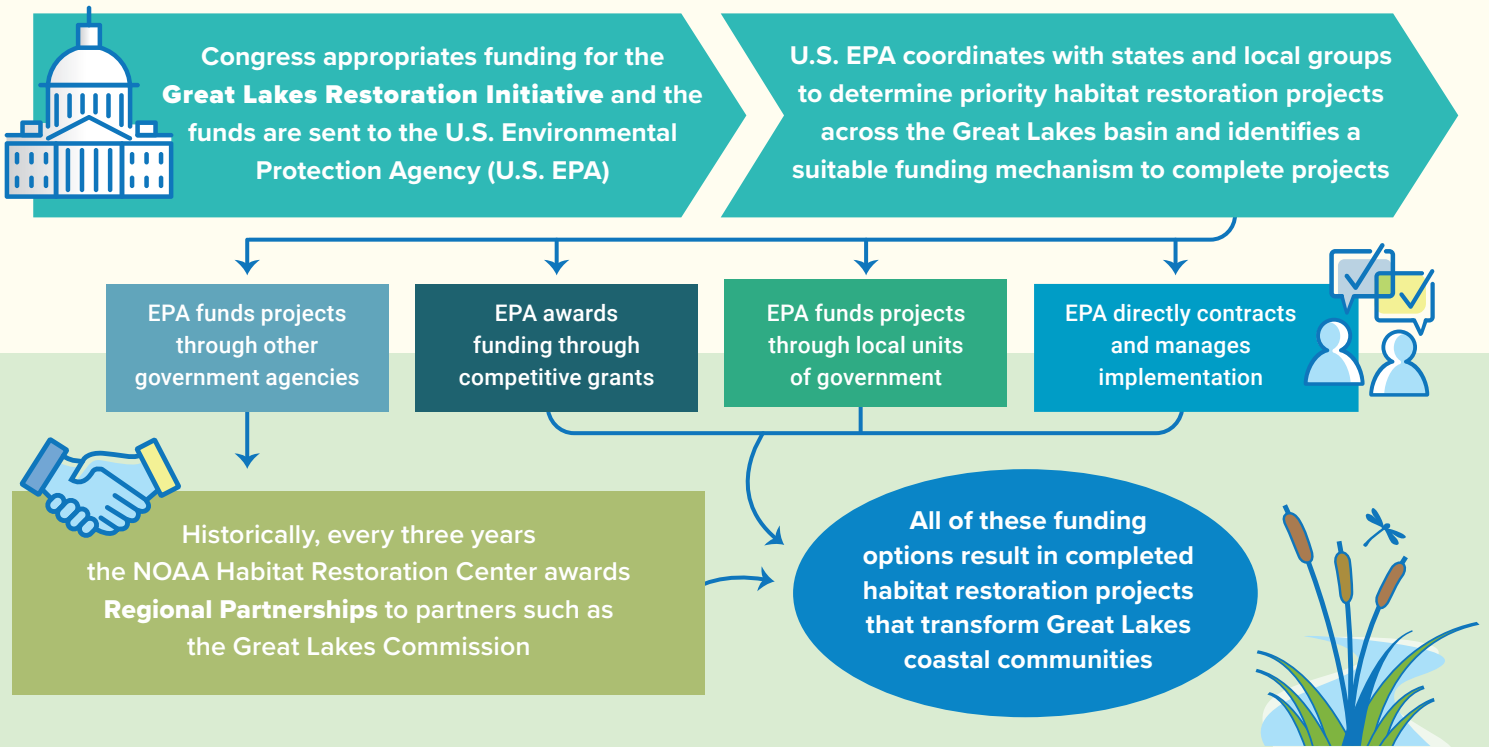 Congress appropriates funding for the
Great Lakes Restoration Initiative and the
funds are sent to the U.S. Environmental
Protection Agency (U.S. EPA)
U.S. EPA coordinates with states and local groups
to determine priority habitat restoration projects
across the Great Lakes basin and identifies a
suitable funding mechanism to complete projects
EPA funds projects
through other
government agencies
EPA awards
funding through
competitive grants
EPA funds projects
through local units
of government
EPA directly contracts
and manages
implementation
Historically, every three years
the NOAA Habitat Restoration Center awards
Regional Partnerships to partners such as
the Great Lakes Commission
All of these funding
options result in completed
habitat restoration projects
that transform Great Lakes
coastal communities